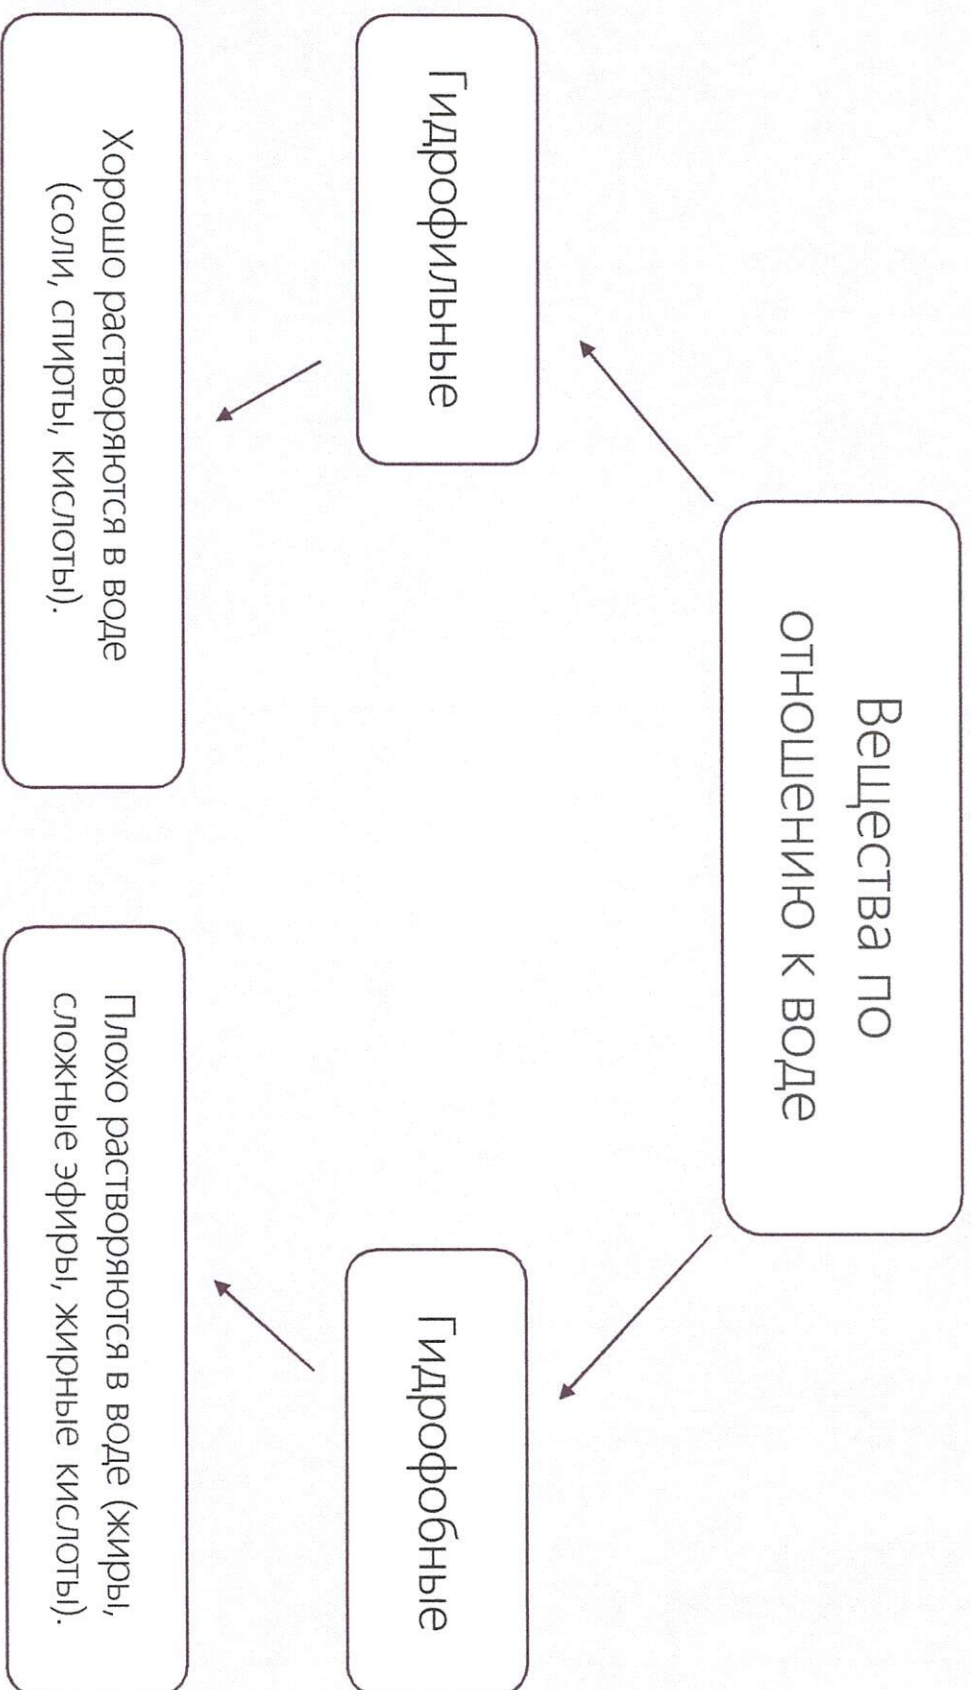 Вещества по
отношению к воде
Гидрофильные
Гидрофобные
Хорошо растворяются в воде
(соли, спирты, кислоты).
Плохо растворяются в воде (жиры,
сложные эфиры, жирные кислоты).